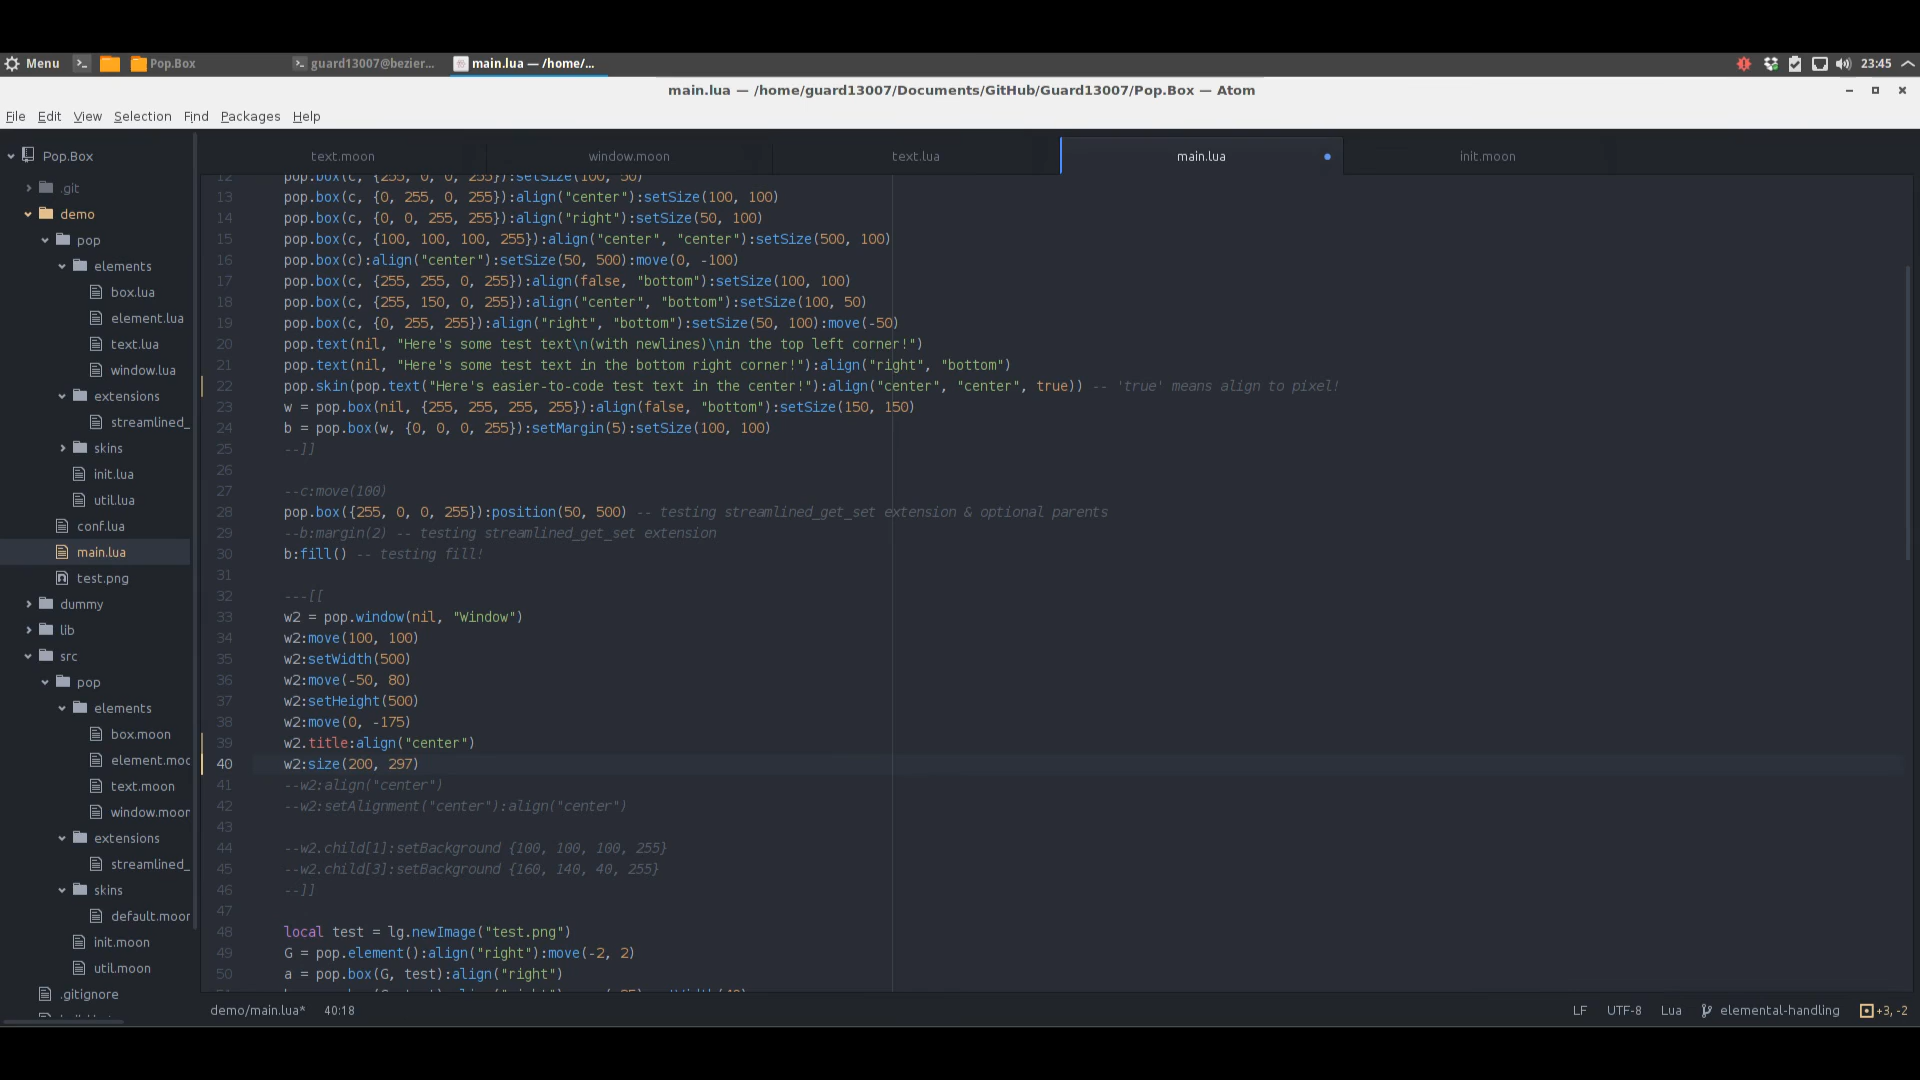 Menu
Pop.Box
guard13007@bezier...
main.lua — /home/...
23:45
main.lua — /home/guard13007/Documents/GitHub/Guard13007/Pop.Box — Atom
File Edit View Selection Find Packages Help
Pop.Box
.git
demo
pop
elements
box.lua
element.lua
text.lua
window.lua
extensions
streamlined_
skins
init.lua
util.lua
conf.lua
main.lua
test.png
dummy
lib
src
pop
elements
box.moon
element.moo
text.moon
window.moon
extensions
streamlined_
skins
default.moon
init.moon
util.moon
.gitignore
text.moon window.moon text.lua main.lua init.moon
12 pop.box(c, {255, 0, 0, 255}):setSize(100, 50)
13 pop.box(c, {0, 255, 0, 255}):align("center"):setSize(100, 100)
14 pop.box(c, {0, 0, 255, 255}):align("right"):setSize(50, 100)
15 pop.box(c, {100, 100, 100, 255}):align("center", "center"):setSize(500, 100)
16 pop.box(c):align("center"):setSize(50, 500):move(0, -100)
17 pop.box(c, {255, 255, 0, 255}):align(false, "bottom"):setSize(100, 100)
18 pop.box(c, {255, 150, 0, 255}):align("center", "bottom"):setSize(100, 50)
19 pop.box(c, {0, 255, 255}):align("right", "bottom"):setSize(50, 100):move(-50)
20 pop.text(nil, "Here's some test text\n(with newlines)\nin the top left corner!")
21 pop.text(nil, "Here's some test text in the bottom right corner!"):align("right", "bottom")
22 pop.skin(pop.text("Here's easier-to-code test text in the center!"):align("center", "center", true)) -- 'true' means align to pixel!
23 w = pop.box(nil, {255, 255, 255, 255}):align(false, "bottom"):setSize(150, 150)
24 b = pop.box(w, {0, 0, 0, 255}):setMargin(5):setSize(100, 100)
25 --]]
26
27 --c:move(100)
28 pop.box({255, 0, 0, 255}):position(50, 500) -- testing streamlined_get_set extension & optional parents
29 --b:margin(2) -- testing streamlined_get_set extension
30 b:fill() -- testing fill!
31
32 ---[[
33 w2 = pop.window(nil, "Window")
34 w2:move(100, 100)
35 w2:setWidth(500)
36 w2:move(-50, 80)
37 w2:setHeight(500)
38 w2:move(0, -175)
39 w2.title:align("center")
40 w2:size(200, 297)
41 --w2:align("center")
42 --w2:setAlignment("center"):align("center")
43
44 --w2.child[1]:setBackground {100, 100, 100, 255}
45 --w2.child[3]:setBackground {160, 140, 40, 255}
46 --]]
47
48 local test = lg.newImage("test.png")
49 G = pop.element():align("right"):move(-2, 2)
50 a = pop.box(G, test):align("right")
demo/main.lua* 40:18 LF UTF-8 Lua elemental-handling +3, -2